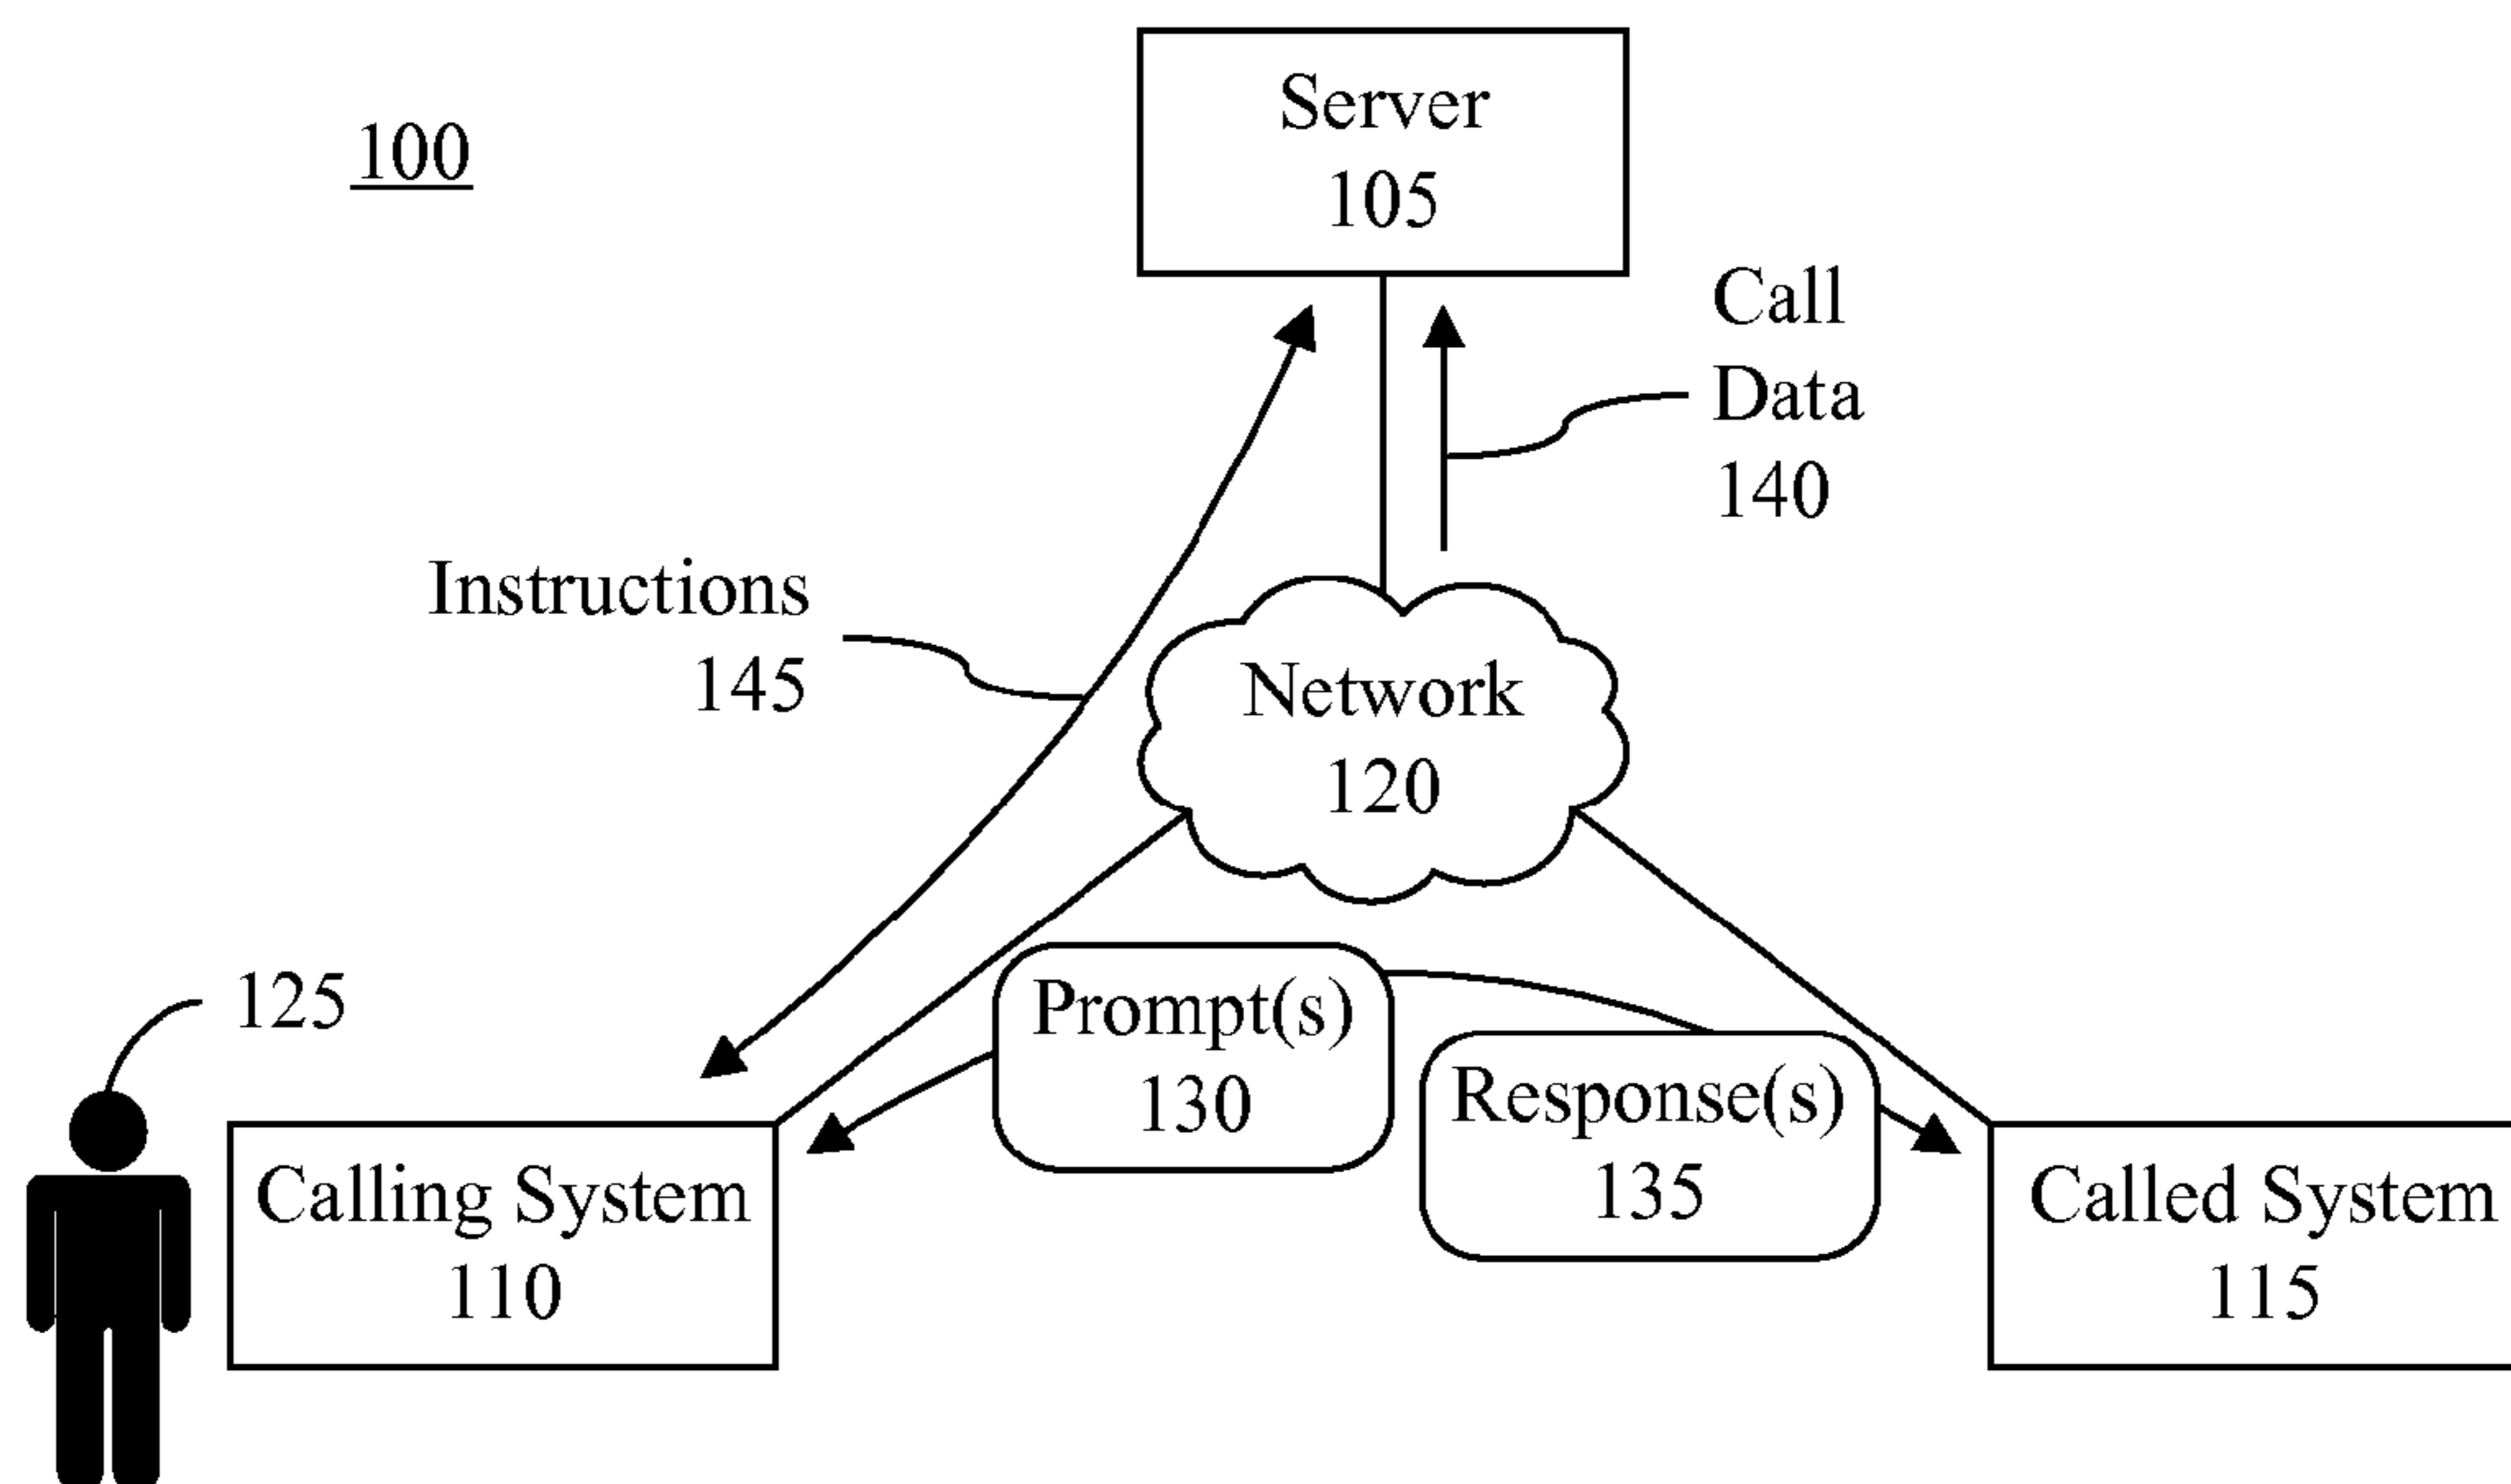 100
Server
105
Call
Data
140
Instructions
145
Network
120
125
Prompt(s)
130
Response(s)
135
Calling System
110
Called System
115